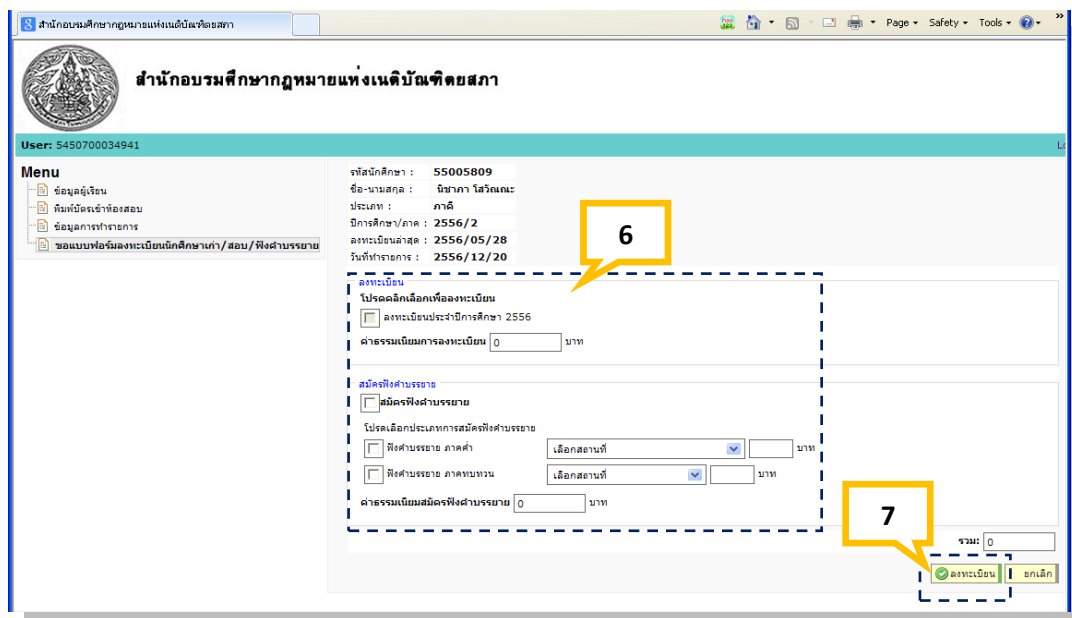 สำนักอบรมศึกษากฎหมายแห่งเนติบัณฑิตยสภา
Page Safety Tools
»
สำนักอบรมศึกษากฎหมายแห่งเนติบัณฑิตยสภา
User: 5450700034941
Menu
ข้อมูลผู้เรียน
พิมพ์บัตรเข้าห้องสอบ
ข้อมูลการทำรายการ
ขอแบบฟอร์มลงทะเบียนนักศึกษาเก่า/สอบ/ฟังคำบรรยาย
รหัสนักศึกษา : 55005809
ชื่อ-นามสกุล : นิชาภา โสวัณณะ
ประเภท : ภาคี
ปีการศึกษา/ภาค : 2556/2
ลงทะเบียนล่าสุด : 2556/05/28
วันที่ทำรายการ : 2556/12/20
6
ลงทะเบียน
โปรดคลิกเลือกเพื่อลงทะเบียน
ลงทะเบียนประจำปีการศึกษา 2556
ค่าธรรมเนียมการลงทะเบียน 0 บาท
สมัครฟังคำบรรยาย
สมัครฟังคำบรรยาย
โปรดเลือกประเภทการสมัครฟังคำบรรยาย
ฟังคำบรรยาย ภาคค่ำ เลือกสถานที่ บาท
ฟังคำบรรยาย ภาคทบทวน เลือกสถานที่ บาท
ค่าธรรมเนียมสมัครฟังคำบรรยาย 0 บาท
7
รวม: 0
ลงทะเบียน ยกเลิก